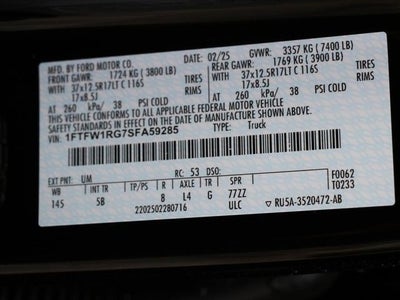 MFD. BY FORD MOTOR CO.
DATE: 02/25 GVWR: 3357 KG ( 7400 LB)
FRONT GAWR: 1724 KG ( 3800 LB) REAR GAWR: 1769 KG ( 3900 LB)
WITH 37x12.5R17LT C 116S TIRES WITH 37x12.5R17LT C 116S TIRES
17x8.5J RIMS 17x8.5J RIMS
AT 260 kPa/ 38 PSI COLD AT 260 kPa/ 38 PSI COLD
THIS VEHICLE CONFORMS TO ALL APPLICABLE FEDERAL MOTOR VEHICLE
SAFETY STANDARDS IN EFFECT ON THE DATE OF MANUFACTURE SHOWN ABOVE.
VIN: 1FTFW1RG7SFA59285 TYPE: Truck
EXT PNT: UM RC: 53 DSO: F0062
WB INT TR TP/PS R AXLE TR SPR T0233
145 5B 8 L4 G 77ZZ
2202502280716 ULC RU5A-3520472-AB